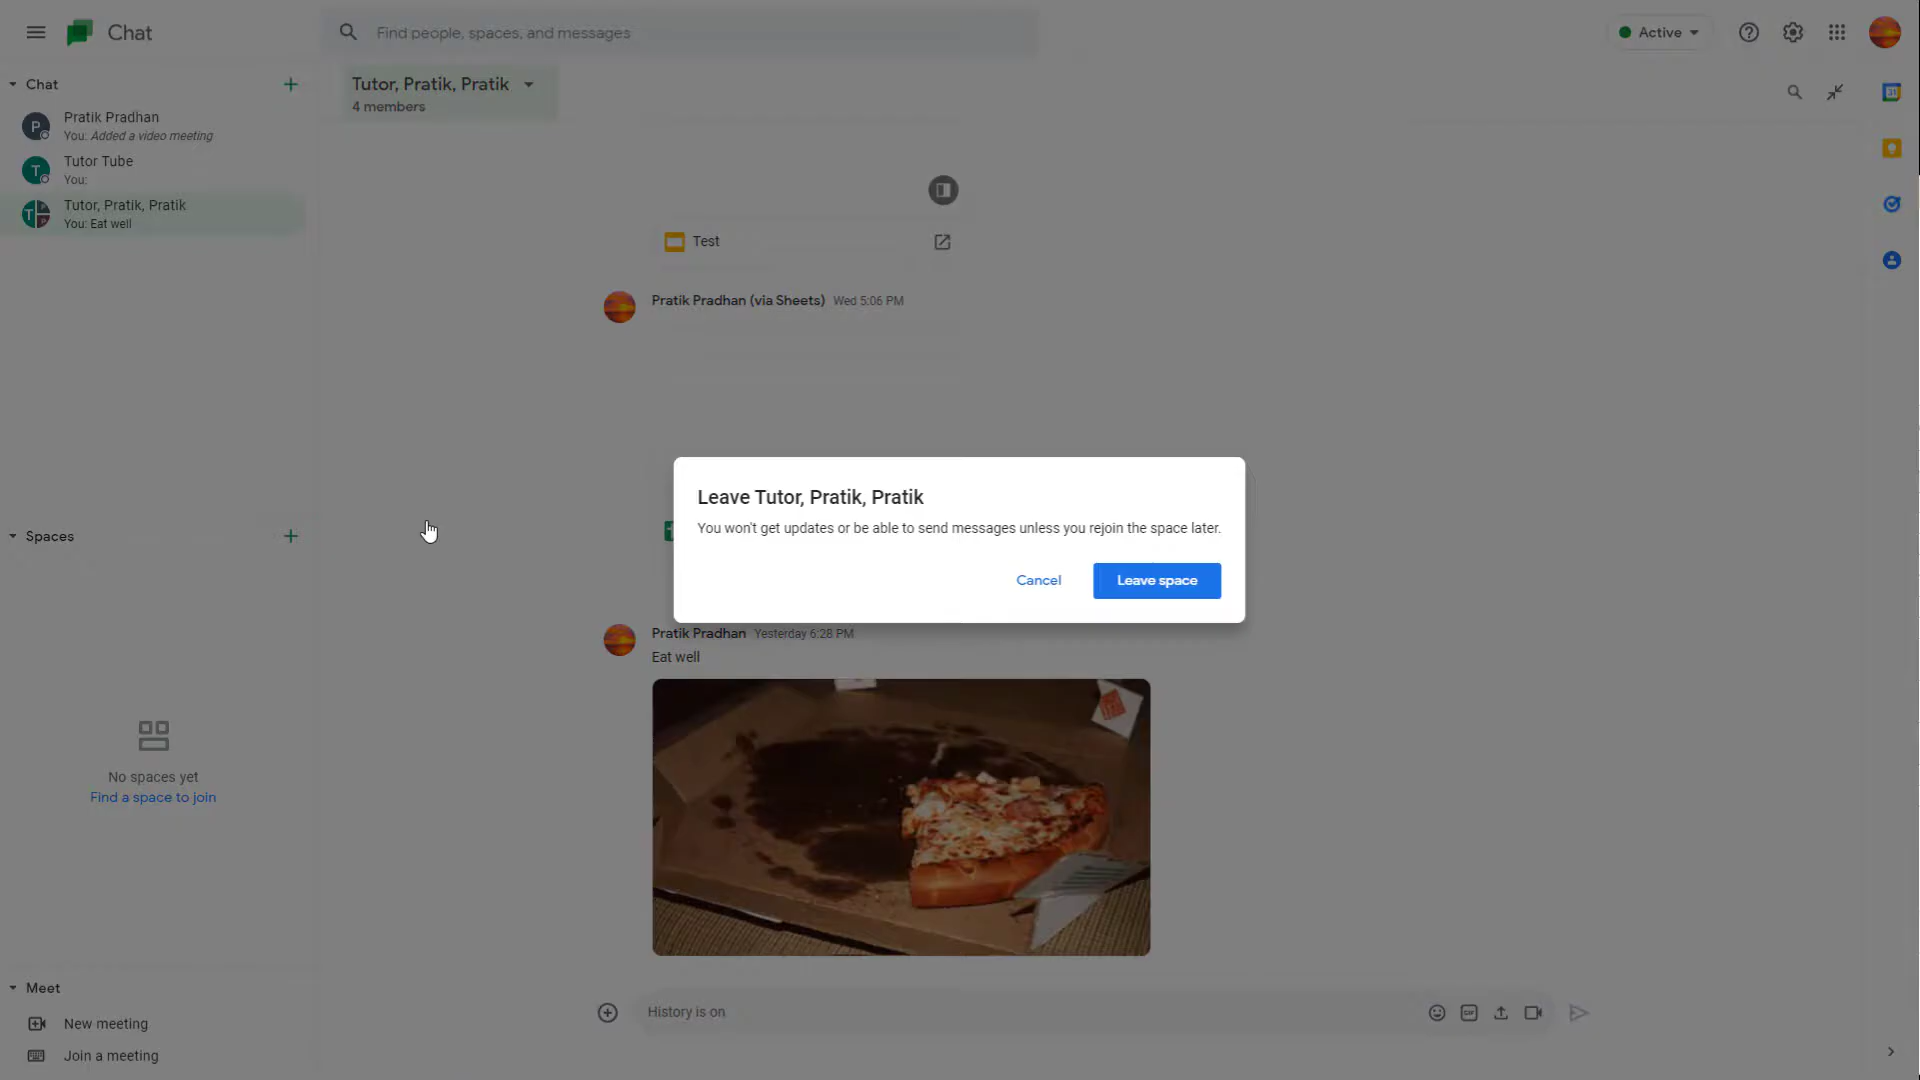 Chat
Find people, spaces, and messages
Active
Chat
Tutor, Pratik, Pratik
4 members
31
P
Pratik Pradhan
You: Added a video meeting
T
Tutor Tube
You:
T
Tutor, Pratik, Pratik
You: Eat well
Test
Pratik Pradhan (via Sheets) Wed 5:06 PM
Leave Tutor, Pratik, Pratik
You won't get updates or be able to send messages unless you rejoin the space later.
Cancel
Leave space
Spaces
No spaces yet
Find a space to join
Pratik Pradhan Yesterday 6:28 PM
Eat well
Meet
New meeting
Join a meeting
History is on
GIF